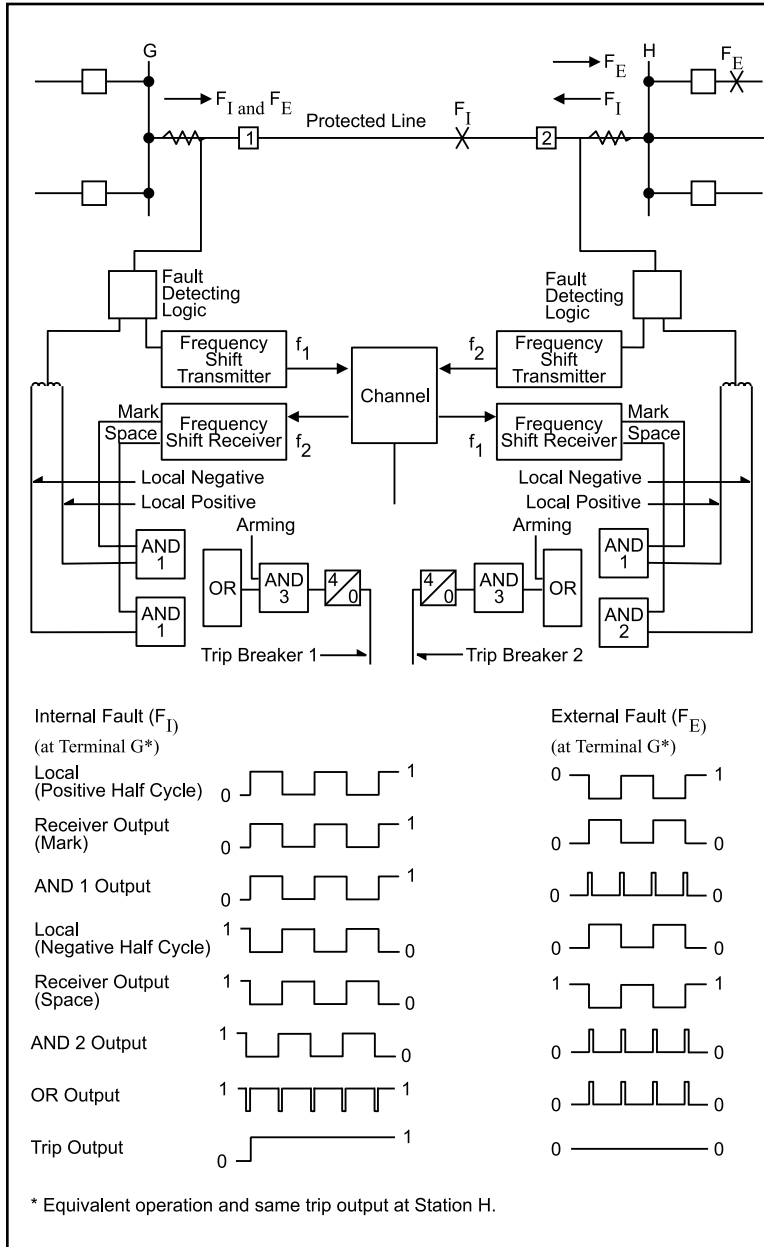 G
H
F_E
F_E
F_I and F_E
F_I
F_I
Protected Line
1
2
Fault
Detecting
Logic
Fault
Detecting
Logic
Frequency
Shift
Transmitter
f1
Channel
f2
Frequency
Shift
Transmitter
Mark
Space
Frequency
Shift Receiver
f2
f1
Frequency
Shift Receiver
Mark
Space
Local Negative
Local Positive
Local Negative
Local Positive
Arming
Arming
AND
1
OR
AND
3
4
0
4
0
AND
3
OR
AND
1
AND
1
AND
2
Trip Breaker 1
Trip Breaker 2
Internal Fault (F_I)
(at Terminal G*)
External Fault (F_E)
(at Terminal G*)
Local
(Positive Half Cycle)
0 1
0 1
Receiver Output
(Mark)
0 1
0 0
AND 1 Output
0 1
0 0
Local
(Negative Half Cycle)
1 0
0 0
Receiver Output
(Space)
1 0
1 1
AND 2 Output
1 0
0 0
OR Output
1 1
0 0
Trip Output
0 1
0 0
* Equivalent operation and same trip output at Station H.